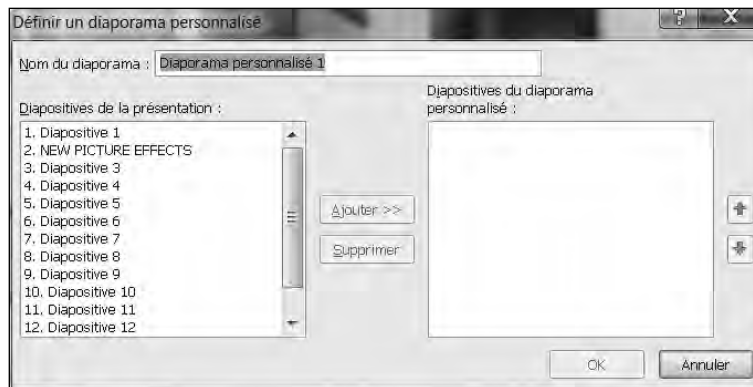 Définir un diaporama personnalisé
Nom du diaporama : Diaporama personnalisé 1
Diapositives de la présentation :
1. Diapositive 1
2. NEW PICTURE EFFECTS
3. Diapositive 3
4. Diapositive 4
5. Diapositive 5
6. Diapositive 6
7. Diapositive 7
8. Diapositive 8
9. Diapositive 9
10. Diapositive 10
11. Diapositive 11
12. Diapositive 12
Ajouter >>
Supprimer
Diapositives du diaporama
personnalisé :
OK
Annuler